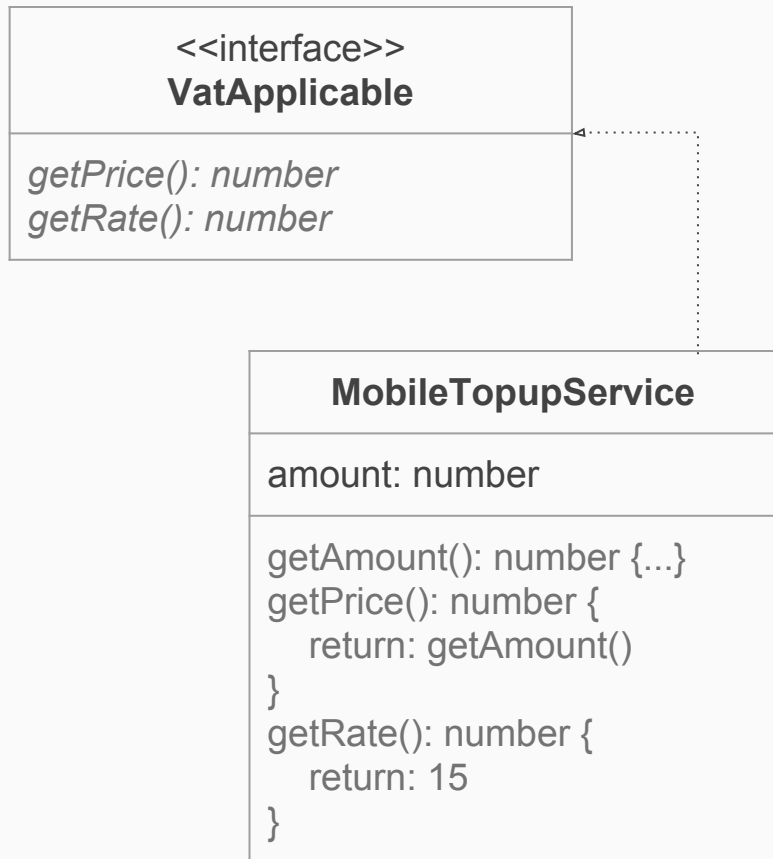 <<interface>>
VatApplicable
getPrice(): number
getRate(): number
MobileTopupService
amount: number
getAmount(): number {...}
getPrice(): number {
return: getAmount()
}
getRate(): number {
return: 15
}